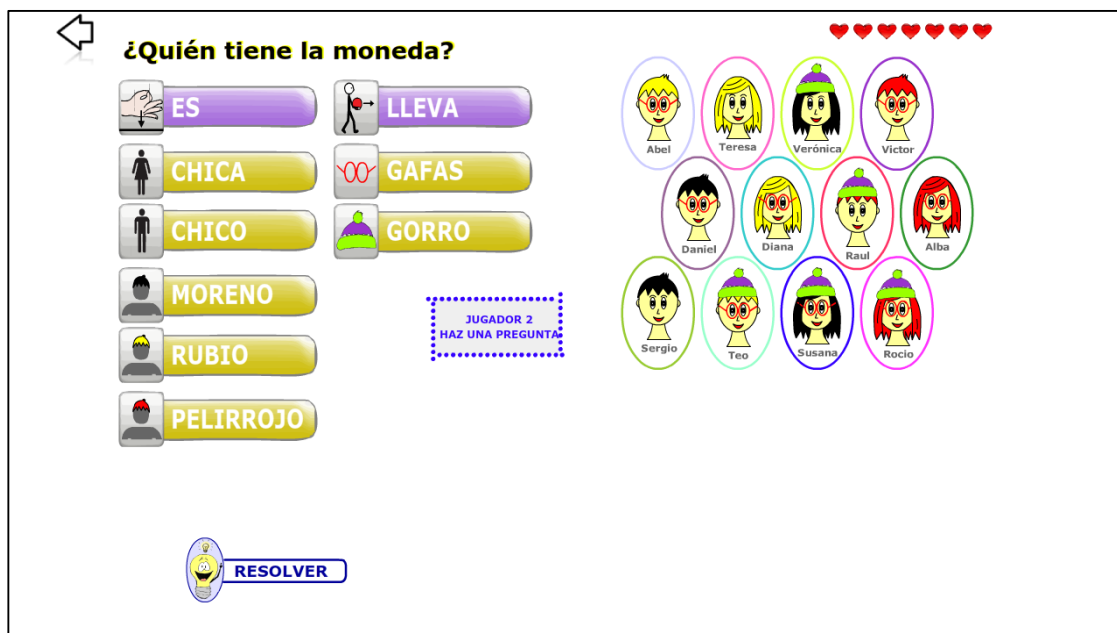 ¿Quién tiene la moneda?
ES
CHICA
CHICO
MORENO
RUBIO
PELIRROJO
LLEVA
GAFAS
GORRO
JUGADOR 2
HAZ UNA PREGUNTA
Abel
Teresa
Verónica
Victor
Daniel
Diana
Raul
Alba
Sergio
Teo
Susana
Rocio
RESOLVER